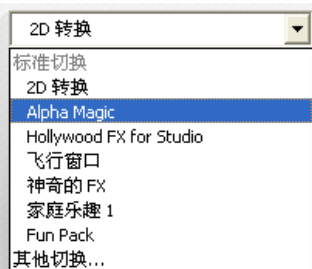 2D 转换
标准切换
2D 转换
Alpha Magic
Hollywood FX for Studio
飞行窗口
神奇的 FX
家庭乐趣 1
Fun Pack
其他切换...